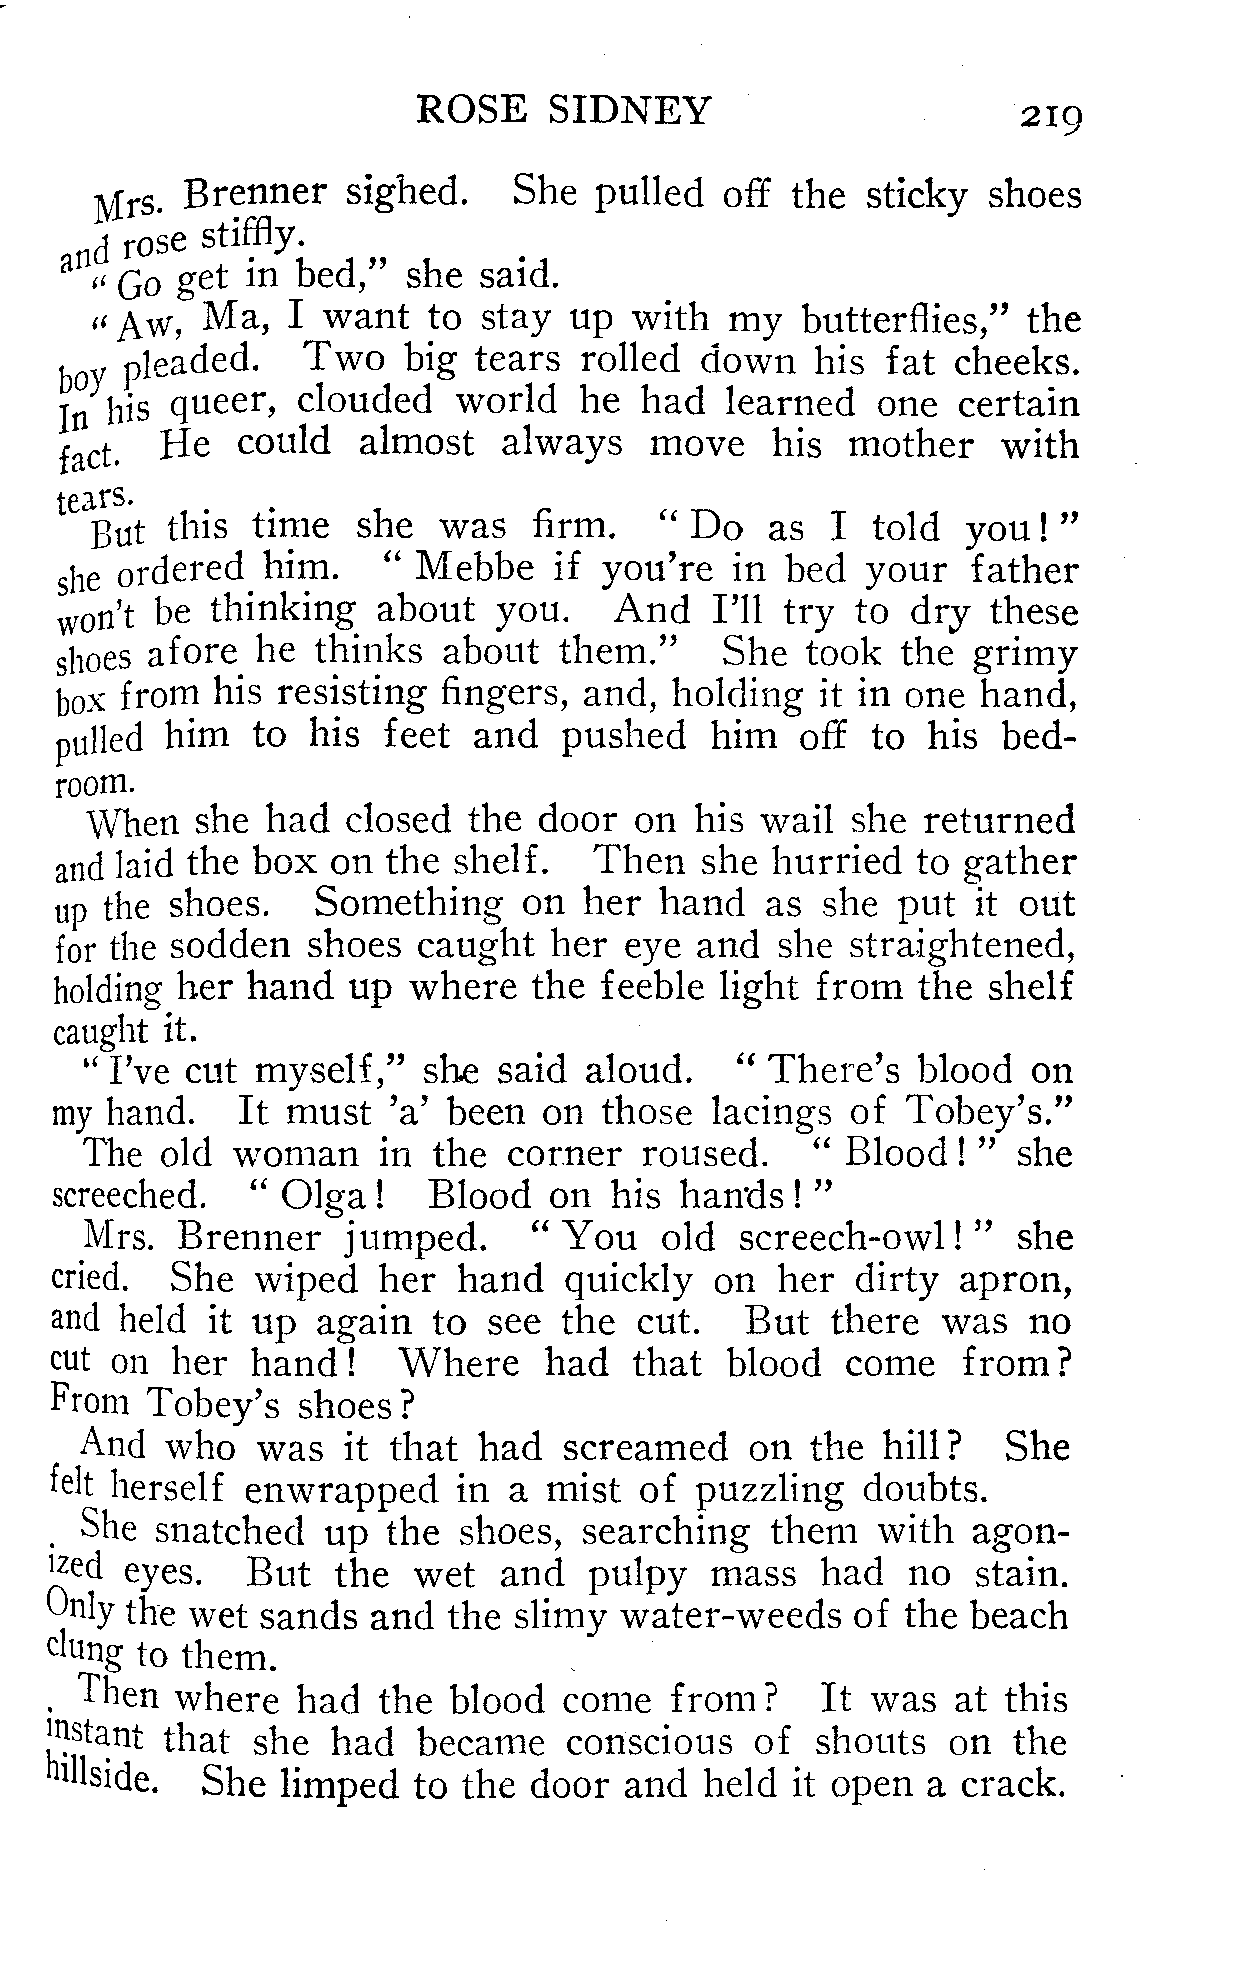 ROSE SIDNEY 219
Mrs. Brenner sighed. She pulled off the sticky shoes
and rose stiffly.
“Go get in bed,” she said.
“Aw, Ma, I want to stay up with my butterflies,” the
boy pleaded. Two big tears rolled down his fat cheeks.
In his queer, clouded world he had learned one certain
fact. He could almost always move his mother with
tears.
But this time she was firm. “Do as I told you!”
she ordered him. “Mebbe if you're in bed your father
won't be thinking about you. And I'll try to dry these
shoes afore he thinks about them.” She took the grimy
box from his resisting fingers, and, holding it in one hand,
pulled him to his feet and pushed him off to his bed-
room.
When she had closed the door on his wail she returned
and laid the box on the shelf. Then she hurried to gather
up the shoes. Something on her hand as she put it out
for the sodden shoes caught her eye and she straightened,
holding her hand up where the feeble light from the shelf
caught it.
“I've cut myself,” she said aloud. “There's blood on
my hand. It must 'a' been on those lacings of Tobey's.”
The old woman in the corner roused. “Blood!” she
screeched. “Olga! Blood on his hands!”
Mrs. Brenner jumped. “You old screech-owl!” she
cried. She wiped her hand quickly on her dirty apron,
and held it up again to see the cut. But there was no
cut on her hand! Where had that blood come from?
From Tobey's shoes?
And who was it that had screamed on the hill? She
felt herself enwrapped in a mist of puzzling doubts.
She snatched up the shoes, searching them with agon-
ized eyes. But the wet and pulpy mass had no stain.
Only the wet sands and the slimy water-weeds of the beach
clung to them.
Then where had the blood come from? It was at this
instant that she had became conscious of shouts on the
hillside. She limped to the door and held it open a crack.